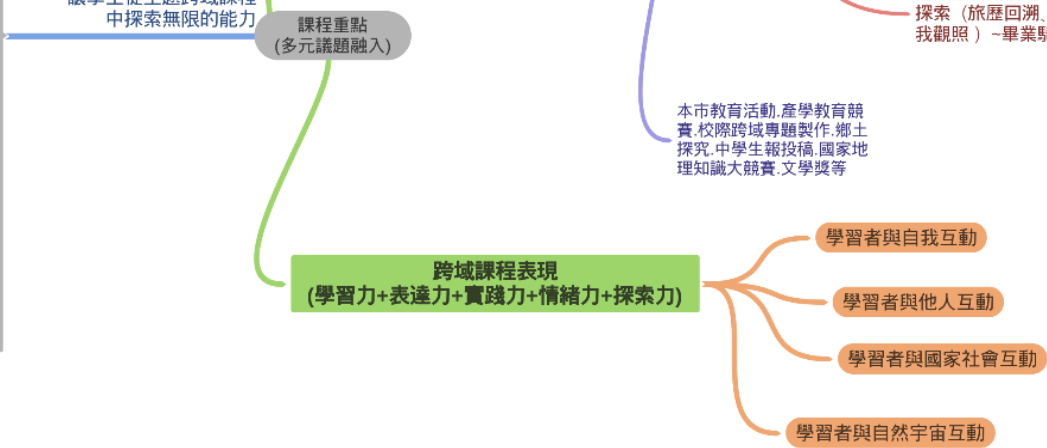 讓學生從主題跨域課程
中探索無限的能力
課程重點
(多元議題融入)
探索（旅歷回溯、
我觀照 ）~畢業
本市教育活動.產學教育競
賽.校際跨域專題製作.鄉土
探究.中學生報投稿.國家地
理知識大競賽.文學獎等
跨域課程表現
(學習力+表達力+實踐力+情緒力+探索力)
學習者與自我互動
學習者與他人互動
學習者與國家社會互動
學習者與自然宇宙互動